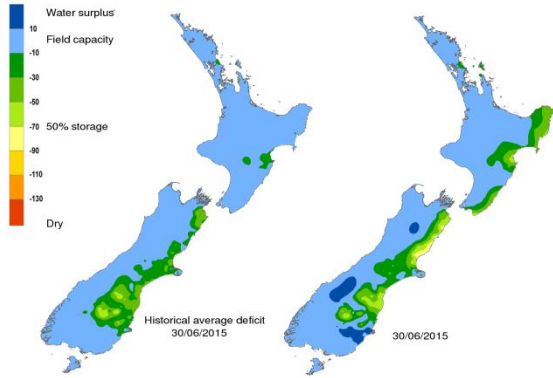 Water surplus
10
Field capacity
-10
-30
-50
50% storage
-70
-90
-110
-130
Dry
Historical average deficit
30/06/2015
30/06/2015